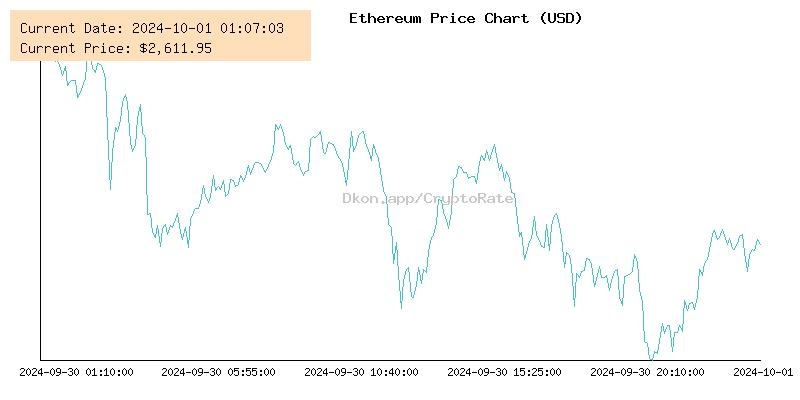 Ethereum Price Chart (USD)
Current Date: 2024-10-01 01:07:03
Current Price: $2,611.95
Dkon.app/CryptoRate
2024-09-30 01:10:00
2024-09-30 05:55:00
2024-09-30 10:40:00
2024-09-30 15:25:00
2024-09-30 20:10:00
2024-10-01